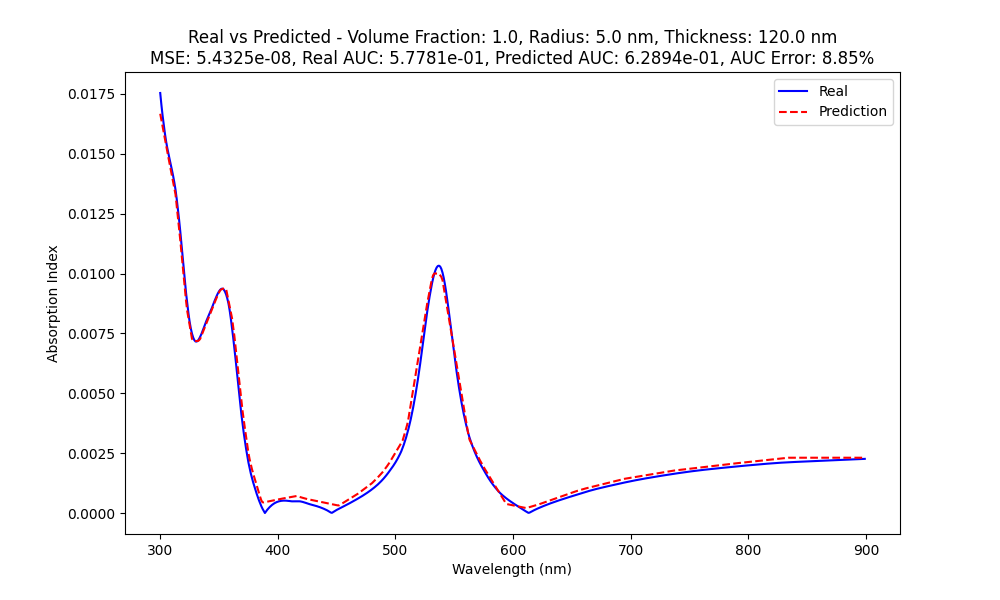 Real vs Predicted - Volume Fraction: 1.0, Radius: 5.0 nm, Thickness: 120.0 nm
MSE: 5.4325e-08, Real AUC: 5.7781e-01, Predicted AUC: 6.2894e-01, AUC Error: 8.85%
Real
Prediction
0.0175
0.0150
0.0125
0.0100
0.0075
0.0050
0.0025
0.0000
Absorption Index
300 400 500 600 700 800 900
Wavelength (nm)